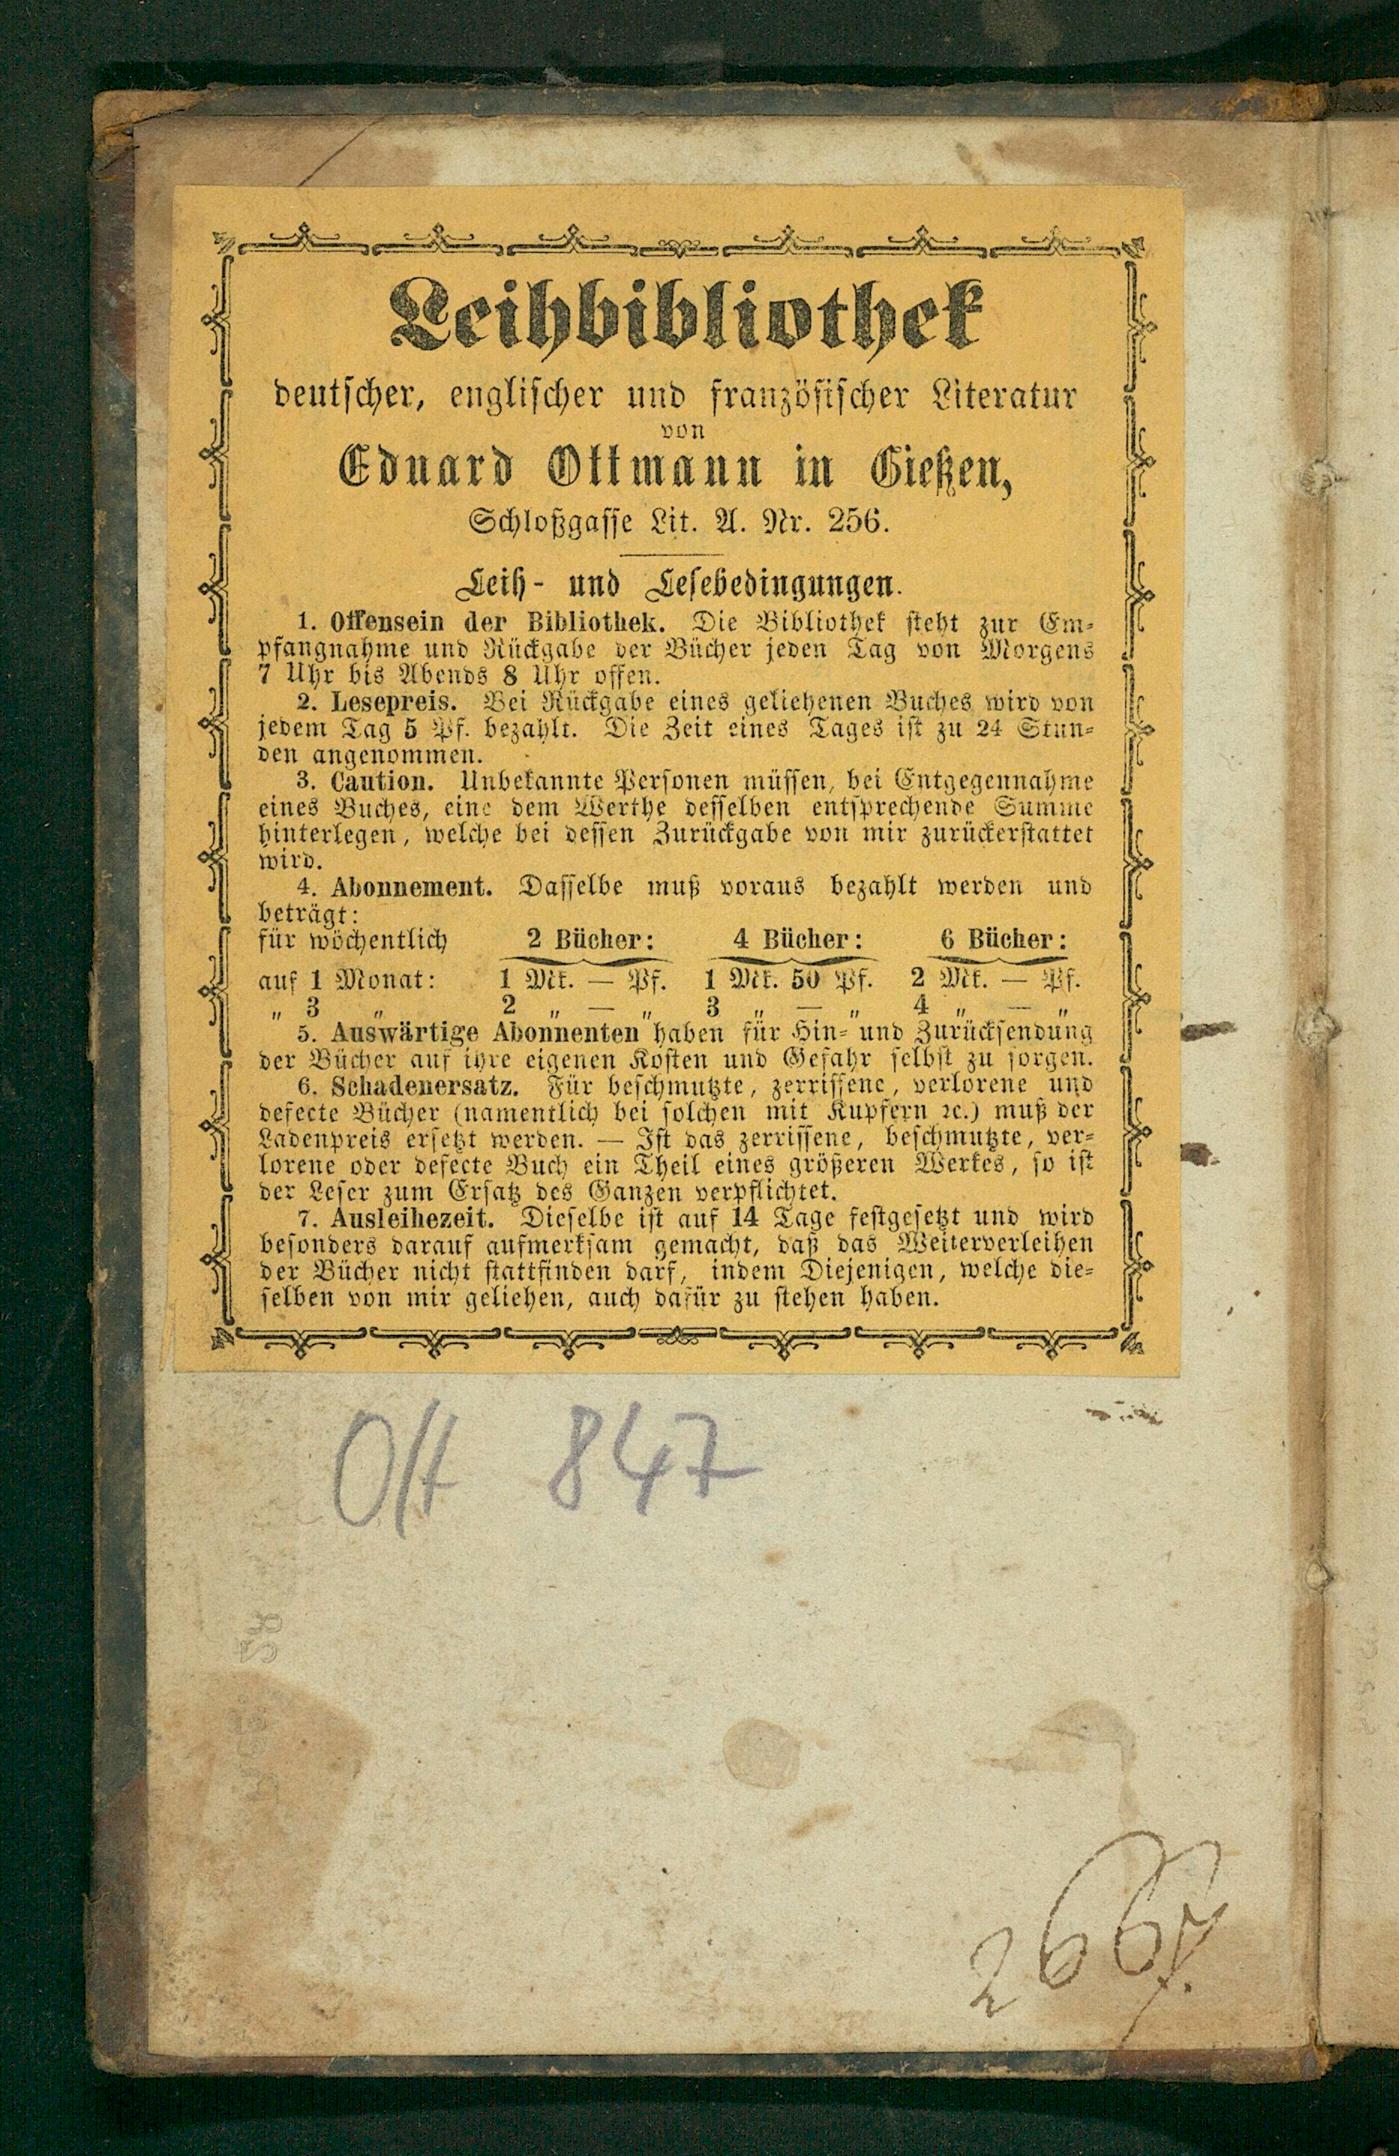 Leihbibliothek
deutscher, englischer und französischer Literatur
von
Eduard Ottmann in Gießen,
Schloßgasse Lit. A. Nr. 256.
Leih- und Lesebedingungen.
1. Offensein der Bibliothek. Die Bibliothek steht zur Em-
pfangnahme und Rückgabe der Bücher jeden Tag von Morgens
7 Uhr bis Abends 8 Uhr offen.
2. Lesepreis. Bei Rückgabe eines geliehenen Buches wird von
jedem Tag 5 Pf. bezahlt. Die Zeit eines Tages ist zu 24 Stun-
den angenommen.
3. Caution. Unbekannte Personen müssen, bei Entgegennahme
eines Buches, eine dem Werthe desselben entsprechende Summe
hinterlegen, welche bei dessen Zurückgabe von mir zurückerstattet
wird.
4. Abonnement. Dasselbe muß voraus bezahlt werden und
beträgt:
für wöchentlich 2 Bücher: 4 Bücher: 6 Bücher:
auf 1 Monat: 1 Mk. — Pf. 1 Mk. 50 Pf. 2 Mk. — Pf.
„ 3 „ 2 „ — „ 3 „ — „ 4 „ — „
5. Auswärtige Abonnenten haben für Hin- und Zurücksendung
der Bücher auf ihre eigenen Kosten und Gefahr selbst zu sorgen.
6. Schadenersatz. Für beschmutzte, zerrissene, verlorene und
defecte Bücher (namentlich bei solchen mit Kupfern ꝛc.) muß der
Ladenpreis ersetzt werden. — Ist das zerrissene, beschmutzte, ver-
lorene oder defecte Buch ein Theil eines größeren Werkes, so ist
der Leser zum Ersatz des Ganzen verpflichtet.
7. Ausleihezeit. Dieselbe ist auf 14 Tage festgesetzt und wird
besonders darauf aufmerksam gemacht, daß das Weiterverleihen
der Bücher nicht stattfinden darf, indem Diejenigen, welche die-
selben von mir geliehen, auch dafür zu stehen haben.
Ott 847
2667.